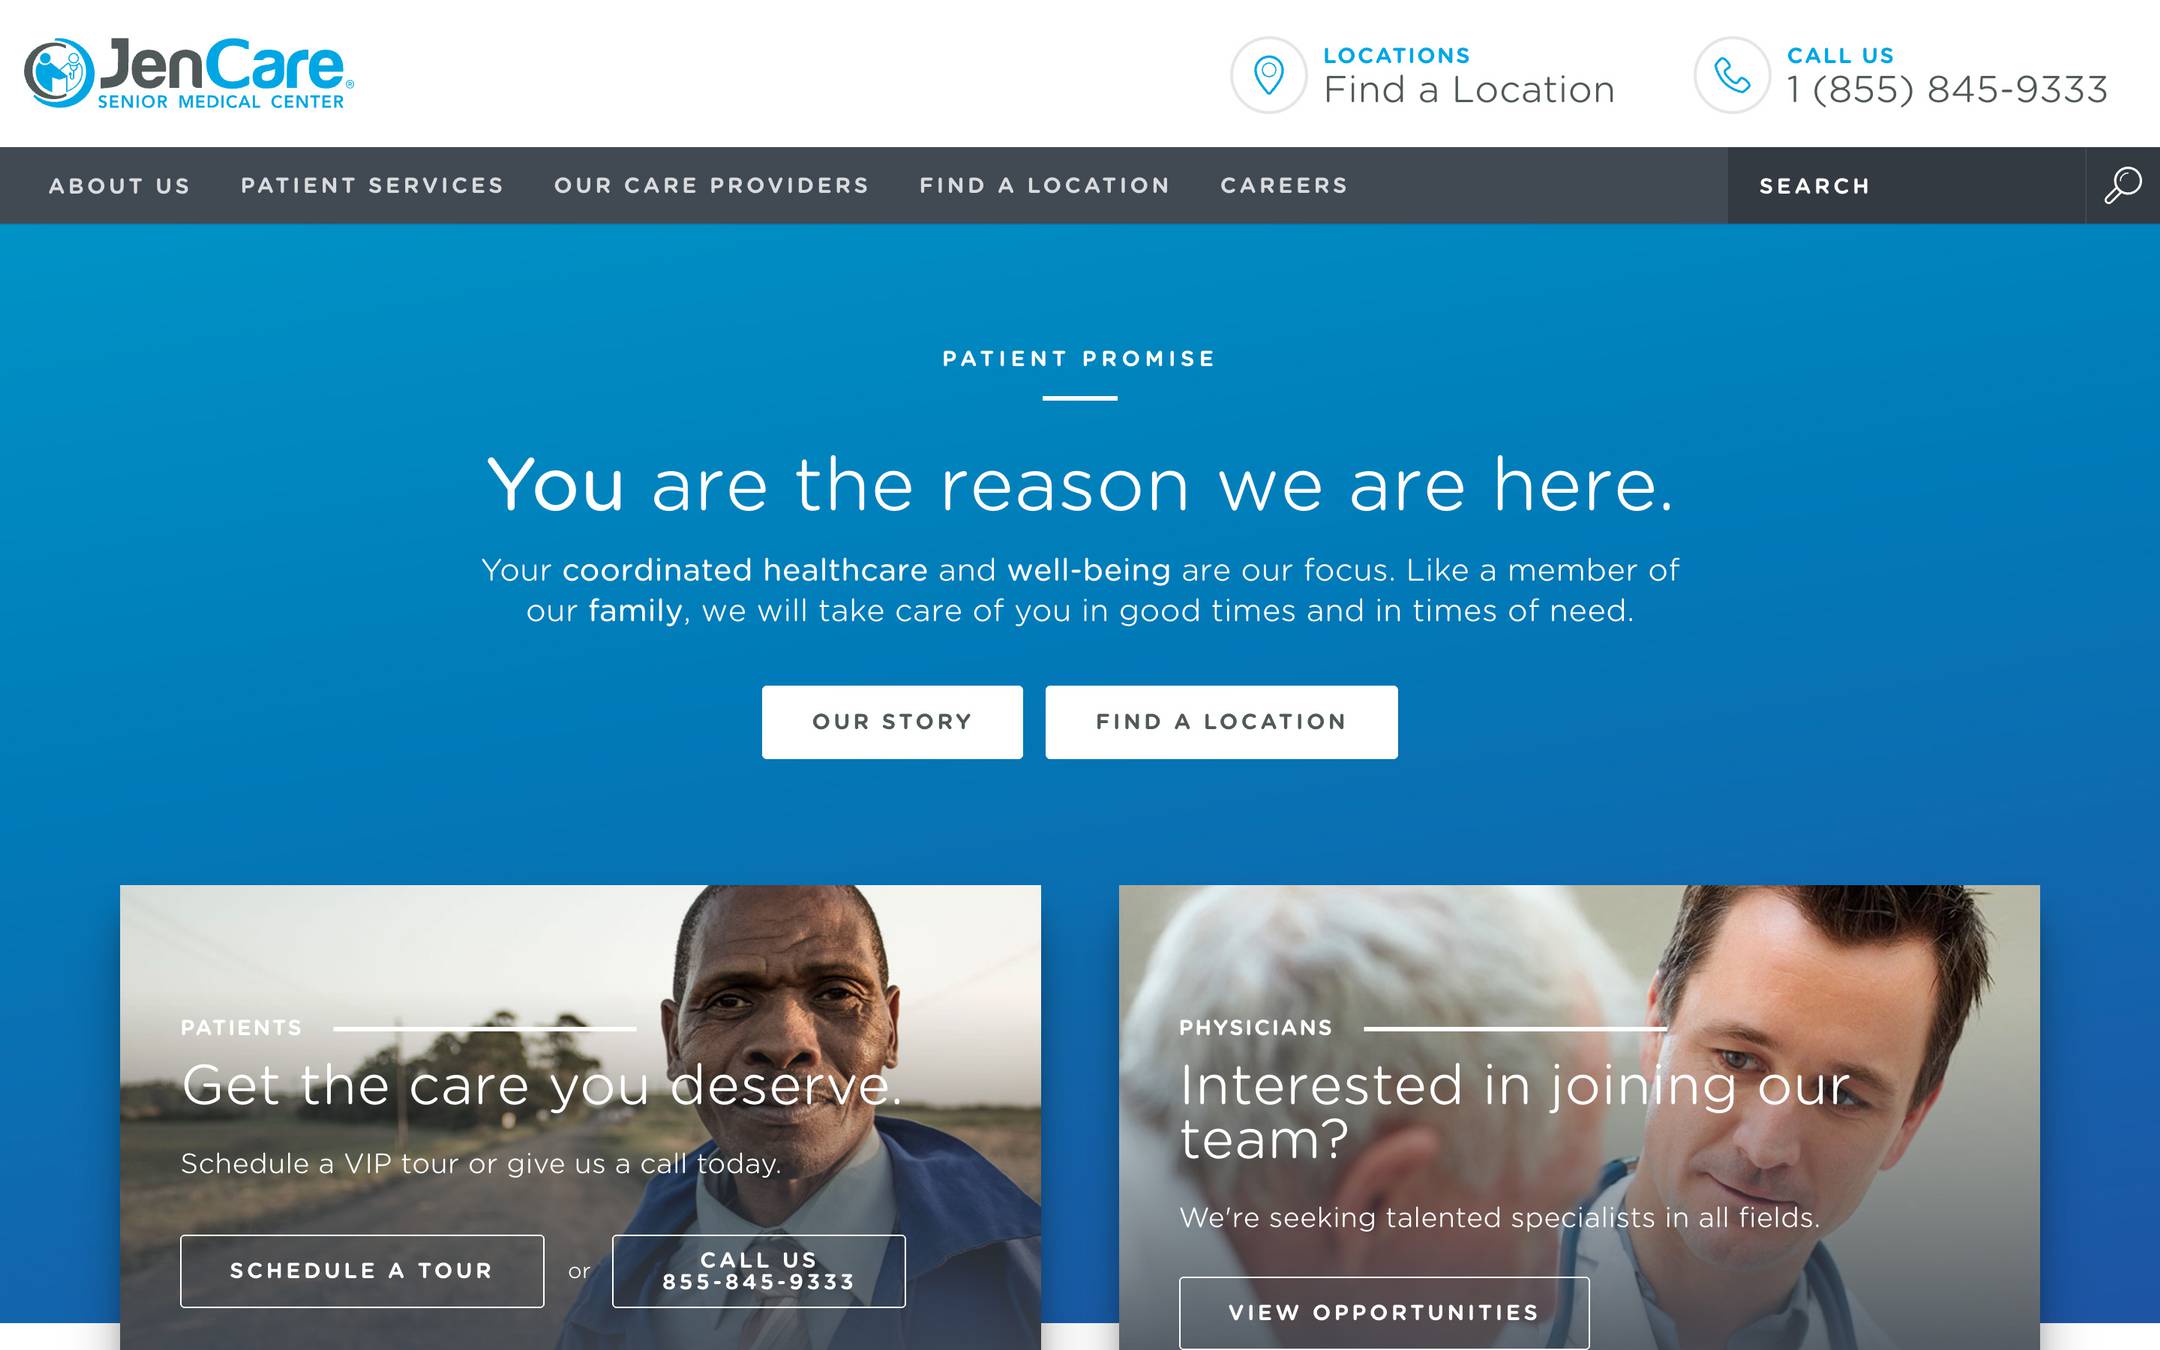 JenCare®
SENIOR MEDICAL CENTER
LOCATIONS
Find a Location
CALL US
1 (855) 845-9333
ABOUT US
PATIENT SERVICES
OUR CARE PROVIDERS
FIND A LOCATION
CAREERS
SEARCH
PATIENT PROMISE
You are the reason we are here.
Your coordinated healthcare and well-being are our focus. Like a member of
our family, we will take care of you in good times and in times of need.
OUR STORY
FIND A LOCATION
PATIENTS
Get the care you deserve.
Schedule a VIP tour or give us a call today.
SCHEDULE A TOUR
or
CALL US
855-845-9333
PHYSICIANS
Interested in joining our
team?
We're seeking talented specialists in all fields.
VIEW OPPORTUNITIES